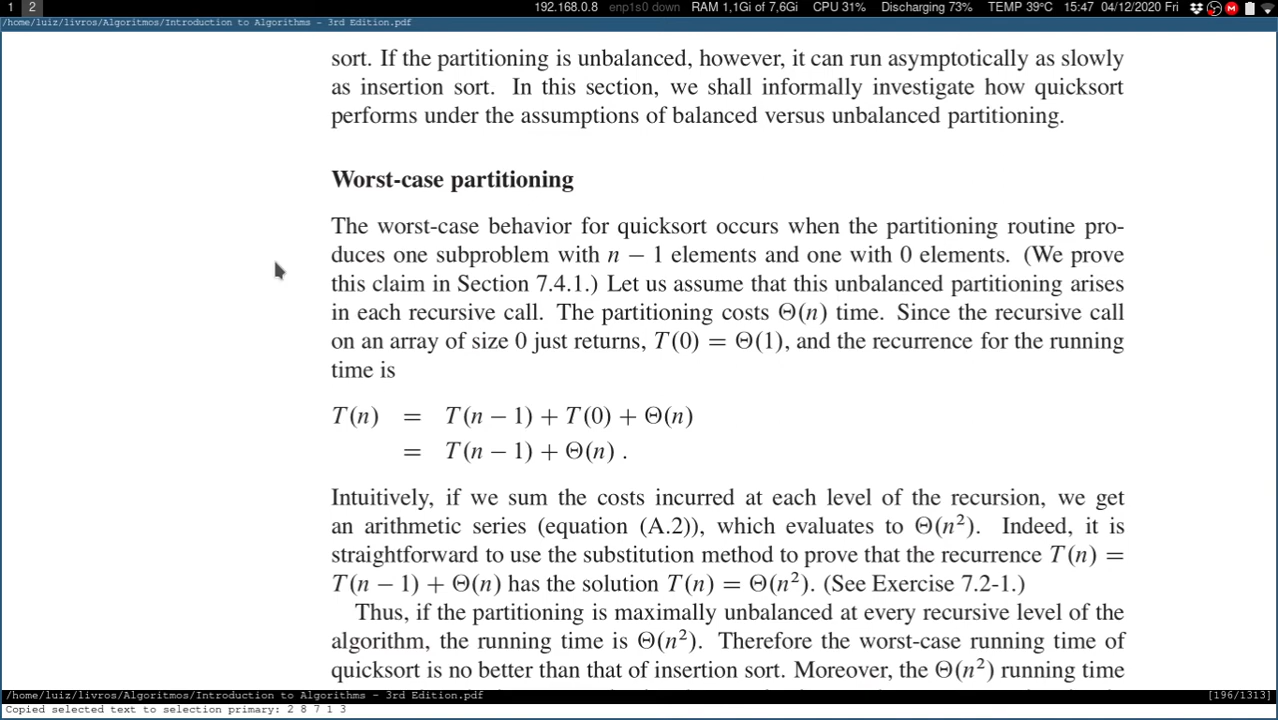 1 2 192.168.0.8 enp1s0 down RAM 1,1Gi of 7,6Gi CPU 31% Discharging 73% TEMP 39ºC 15:47 04/12/2020 Fri
/home/luiz/livros/Algoritmos/Introduction to Algorithms - 3rd Edition.pdf
sort. If the partitioning is unbalanced, however, it can run asymptotically as slowly
as insertion sort. In this section, we shall informally investigate how quicksort
performs under the assumptions of balanced versus unbalanced partitioning.
Worst-case partitioning
The worst-case behavior for quicksort occurs when the partitioning routine pro-
duces one subproblem with n − 1 elements and one with 0 elements. (We prove
this claim in Section 7.4.1.) Let us assume that this unbalanced partitioning arises
in each recursive call. The partitioning costs Θ(n) time. Since the recursive call
on an array of size 0 just returns, T(0) = Θ(1), and the recurrence for the running
time is
T(n) = T(n − 1) + T(0) + Θ(n)
= T(n − 1) + Θ(n) .
Intuitively, if we sum the costs incurred at each level of the recursion, we get
an arithmetic series (equation (A.2)), which evaluates to Θ(n²). Indeed, it is
straightforward to use the substitution method to prove that the recurrence T(n) =
T(n − 1) + Θ(n) has the solution T(n) = Θ(n²). (See Exercise 7.2-1.)
Thus, if the partitioning is maximally unbalanced at every recursive level of the
algorithm, the running time is Θ(n²). Therefore the worst-case running time of
quicksort is no better than that of insertion sort. Moreover, the Θ(n²) running time
/home/luiz/livros/Algoritmos/Introduction to Algorithms - 3rd Edition.pdf [196/1313]
Copied selected text to selection primary: 2 8 7 1 3